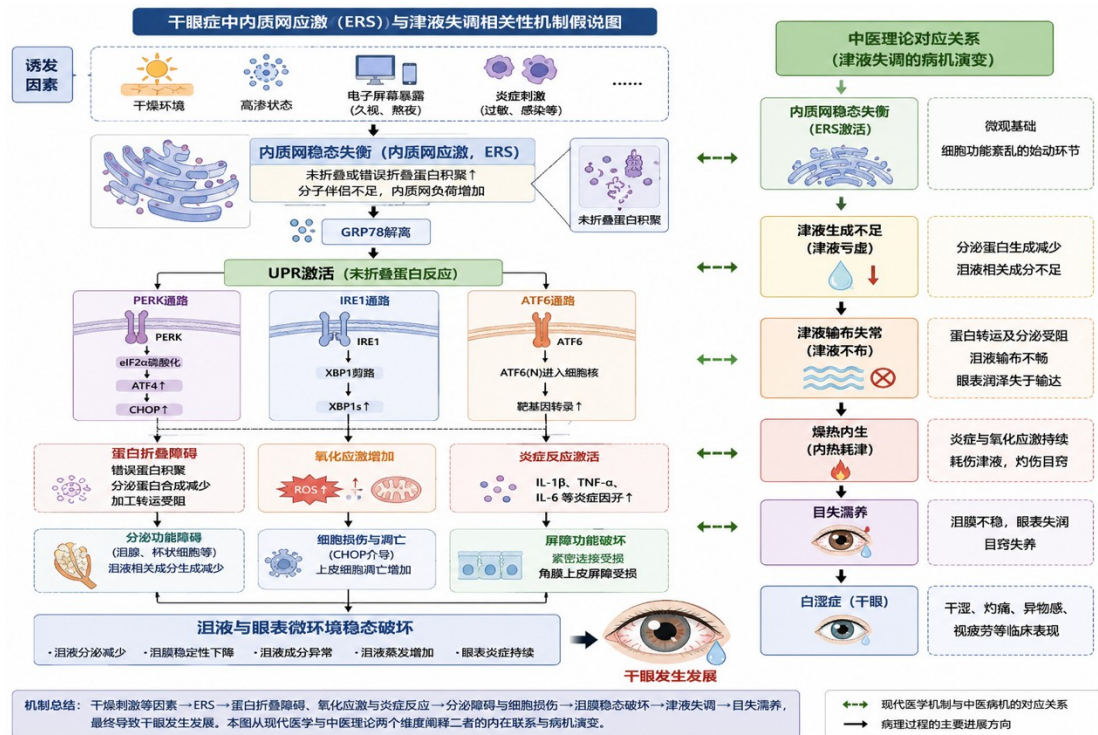 干眼症中内质网应激（ERS）与津液失调相关性机制假说图
诱发
因素
干燥环境
高渗状态
电子屏幕暴露
（久视、熬夜）
炎症刺激
（过敏、感染等）
……
内质网稳态失衡（内质网应激，ERS）
未折叠或错误折叠蛋白积聚↑
分子伴侣不足，内质网负荷增加
未折叠蛋白积聚
GRP78解离
UPR激活（未折叠蛋白反应）
PERK通路
PERK
eIF2α磷酸化
ATF4↑
CHOP↑
IRE1通路
IRE1
XBP1剪路
XBP1s↑
ATF6通路
ATF6
ATF6(N)进入细胞核
靶基因转录↑
蛋白折叠障碍
错误蛋白积聚
分泌蛋白合成减少
加工转运受阻
氧化应激增加
ROS↑
炎症反应激活
IL-1β、TNF-α、
IL-6 等炎症因子↑
分泌功能障碍
（泪腺、杯状细胞等）
泪液相关成分生成减少
细胞损伤与凋亡
（CHOP介导）
上皮细胞凋亡增加
屏障功能破坏
紧密连接受损
角膜上皮屏障受损
泪液与眼表微环境稳态破坏
·泪液分泌减少 ·泪膜稳定性下降 ·泪液成分异常 ·泪液蒸发增加 ·眼表炎症持续
干眼发生发展
中医理论对应关系
（津液失调的病机演变）
内质网稳态失衡
（ERS激活）
微观基础
细胞功能紊乱的始动环节
津液生成不足
（津液亏虚）
分泌蛋白生成减少
泪液相关成分不足
津液输布失常
（津液不布）
蛋白转运及分泌受阻
泪液输布不畅
眼表润泽失于输达
燥热内生
（内热耗津）
炎症与氧化应激持续
耗伤津液，灼伤目窍
目失濡养
泪膜不稳，眼表失润
目窍失养
白涩症（干眼）
干涩、灼痛、异物感、
视疲劳等临床表现
机制总结： 干燥刺激等因素→ERS→蛋白折叠障碍、氧化应激与炎症反应→分泌障碍与细胞损伤→泪膜稳态破坏→津液失调→目失濡养，
最终导致干眼发生发展。本图从现代医学与中医理论两个维度阐释二者的内在联系与病机演变。
现代医学机制与中医病机的对应关系
病理过程的主要进展方向